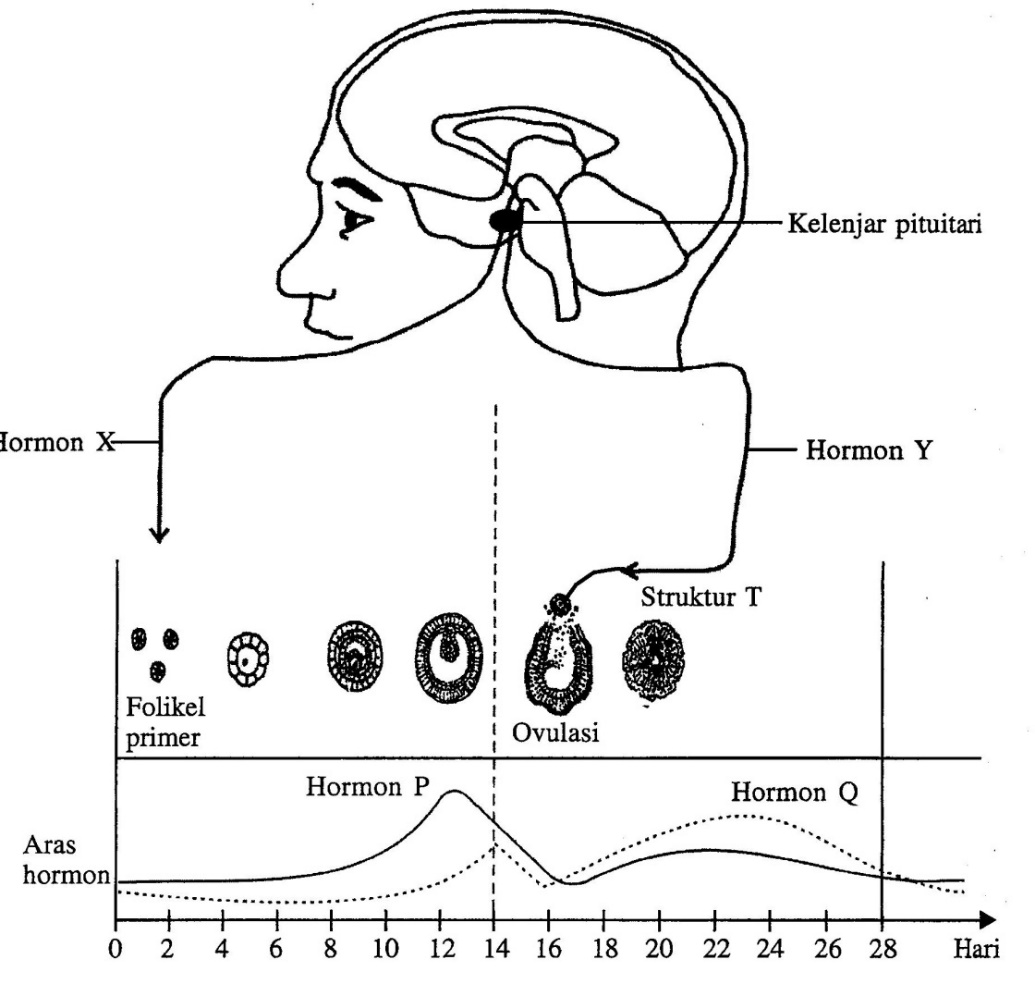 Kelenjar pituitari
Hormon X
Hormon Y
Struktur T
Folikel
primer
Ovulasi
Hormon P
Hormon Q
Aras
hormon
0 2 4 6 8 10 12 14 16 18 20 22 24 26 28 Hari